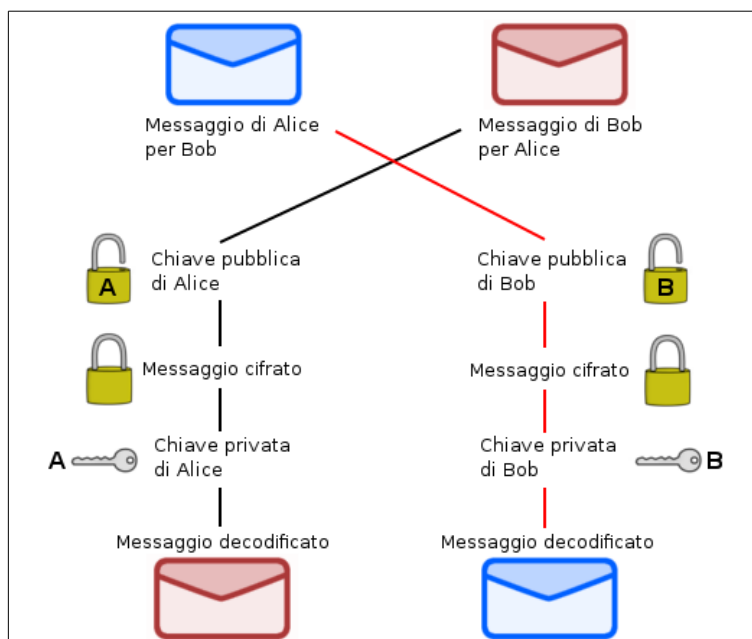 Messaggio di Alice
per Bob
Messaggio di Bob
per Alice
A
Chiave pubblica
di Alice
Chiave pubblica
di Bob
B
Messaggio cifrato
Messaggio cifrato
A
Chiave privata
di Alice
Chiave privata
di Bob
B
Messaggio decodificato
Messaggio decodificato